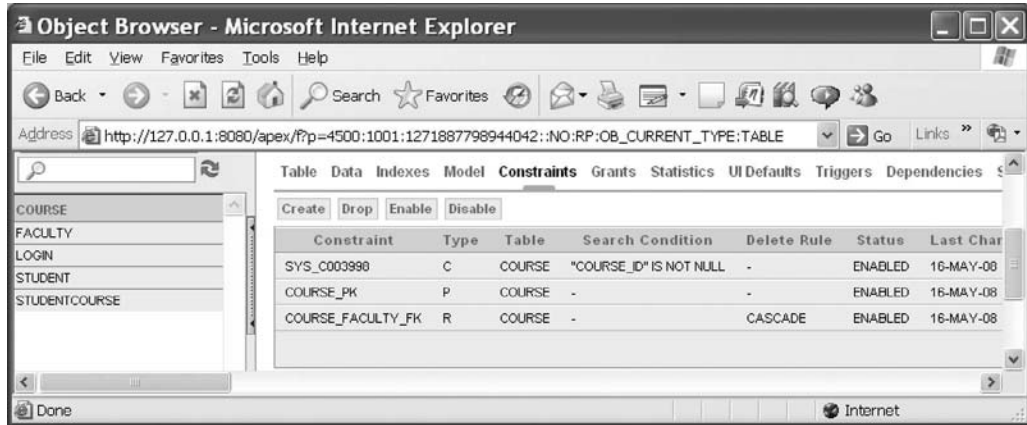 Object Browser - Microsoft Internet Explorer
File Edit View Favorites Tools Help
Back Search Favorites
Address http://127.0.0.1:8080/apex/f?p=4500:1001:1271887798944042::NO:RP:OB_CURRENT_TYPE:TABLE Go Links »
Table Data Indexes Model Constraints Grants Statistics UI Defaults Triggers Dependencies S
COURSE
FACULTY
LOGIN
STUDENT
STUDENTCOURSE
Create Drop Enable Disable
Constraint Type Table Search Condition Delete Rule Status Last Char
SYS_C003998 C COURSE "COURSE_ID" IS NOT NULL - ENABLED 16-MAY-08
COURSE_PK P COURSE - - ENABLED 16-MAY-08
COURSE_FACULTY_FK R COURSE - CASCADE ENABLED 16-MAY-08
Done Internet